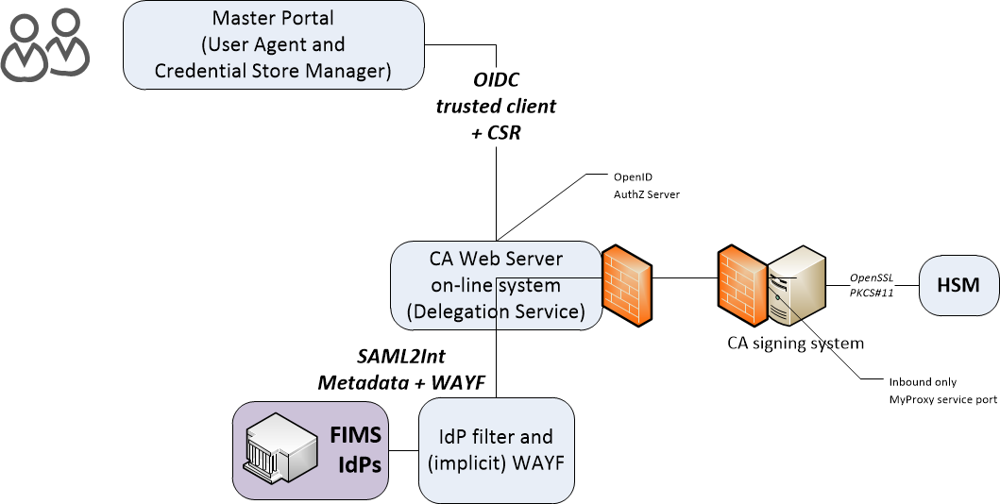 Master Portal
(User Agent and
Credential Store Manager)
OIDC
trusted client
+ CSR
OpenID
AuthZ Server
CA Web Server
on-line system
(Delegation Service)
OpenSSL
PKCS#11
HSM
CA signing system
Inbound only
MyProxy service port
SAML2Int
Metadata + WAYF
FIMS
IdPs
IdP filter and
(implicit) WAYF